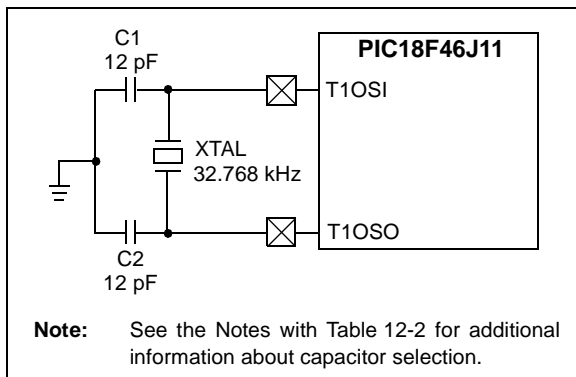 C1
12 pF
PIC18F46J11
T1OSI
XTAL
32.768 kHz
T1OSO
C2
12 pF
Note: See the Notes with Table 12-2 for additional
information about capacitor selection.